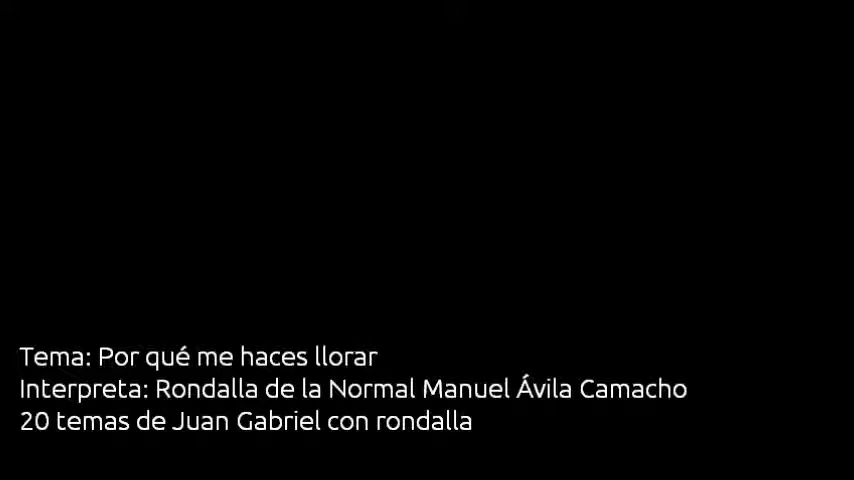 Tema: Por qué me haces llorar
Interpreta: Rondalla de la Normal Manuel Ávila Camacho
20 temas de Juan Gabriel con rondalla